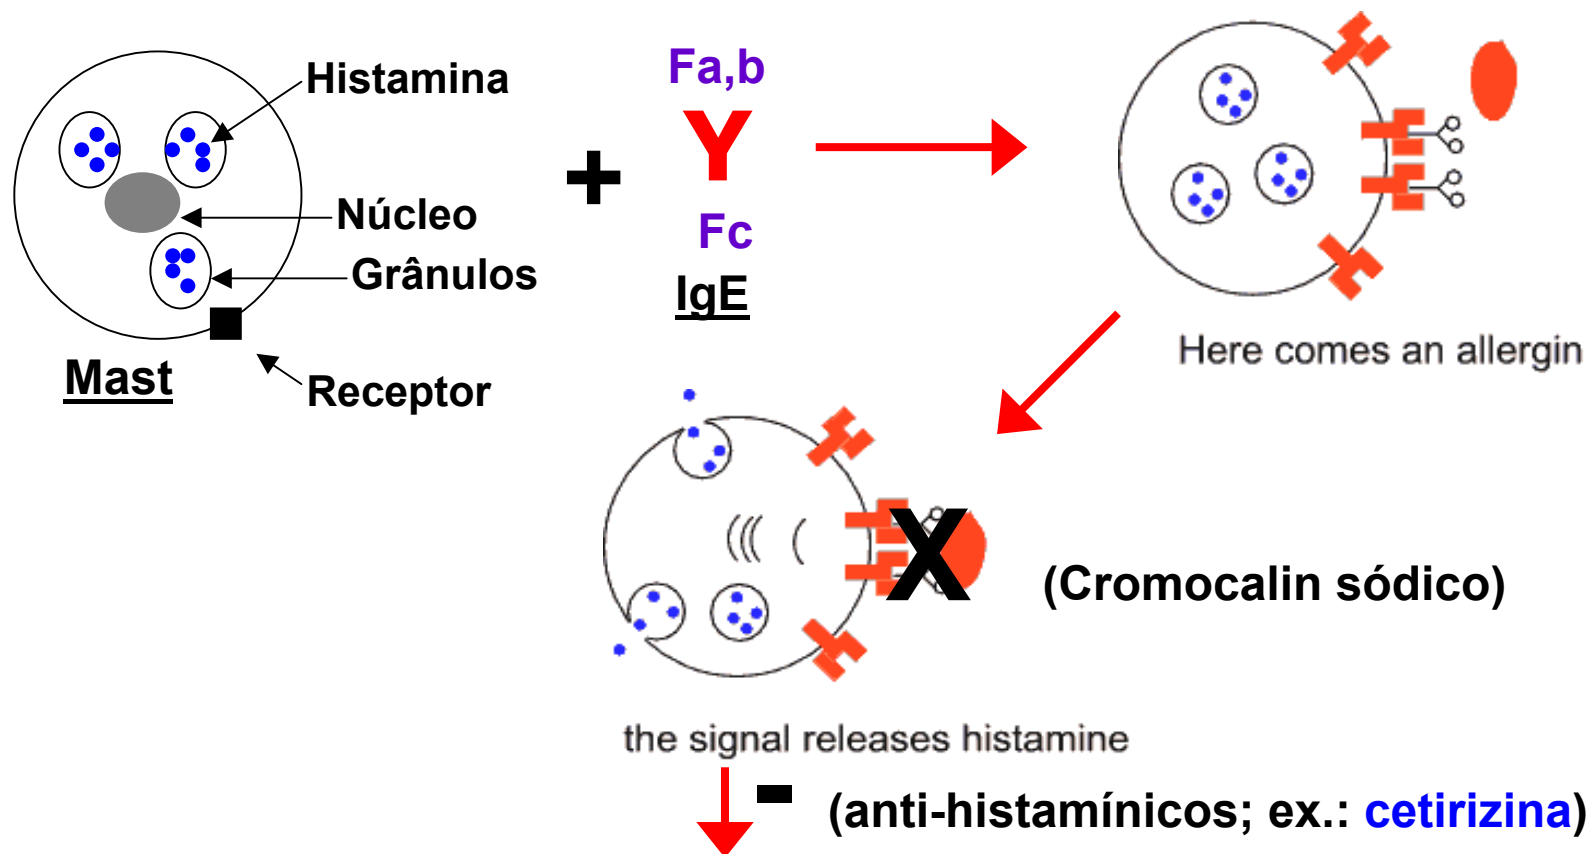 Histamina
Núcleo
Grânulos
Receptor
Mast
+
Fa,b
Y
Fc
IgE
Here comes an allergin
X
(Cromocalin sódico)
the signal releases histamine
- (anti-histamínicos; ex.: cetirizina)